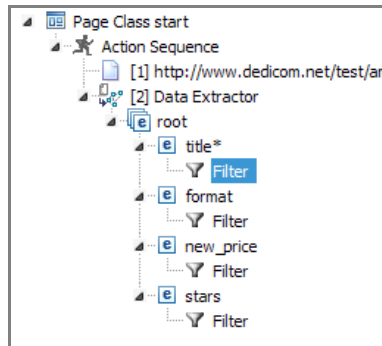 Page Class start
Action Sequence
[1] http://www.dedicom.net/test/ar
[2] Data Extractor
e root
e title*
Filter
e format
Filter
e new_price
Filter
e stars
Filter